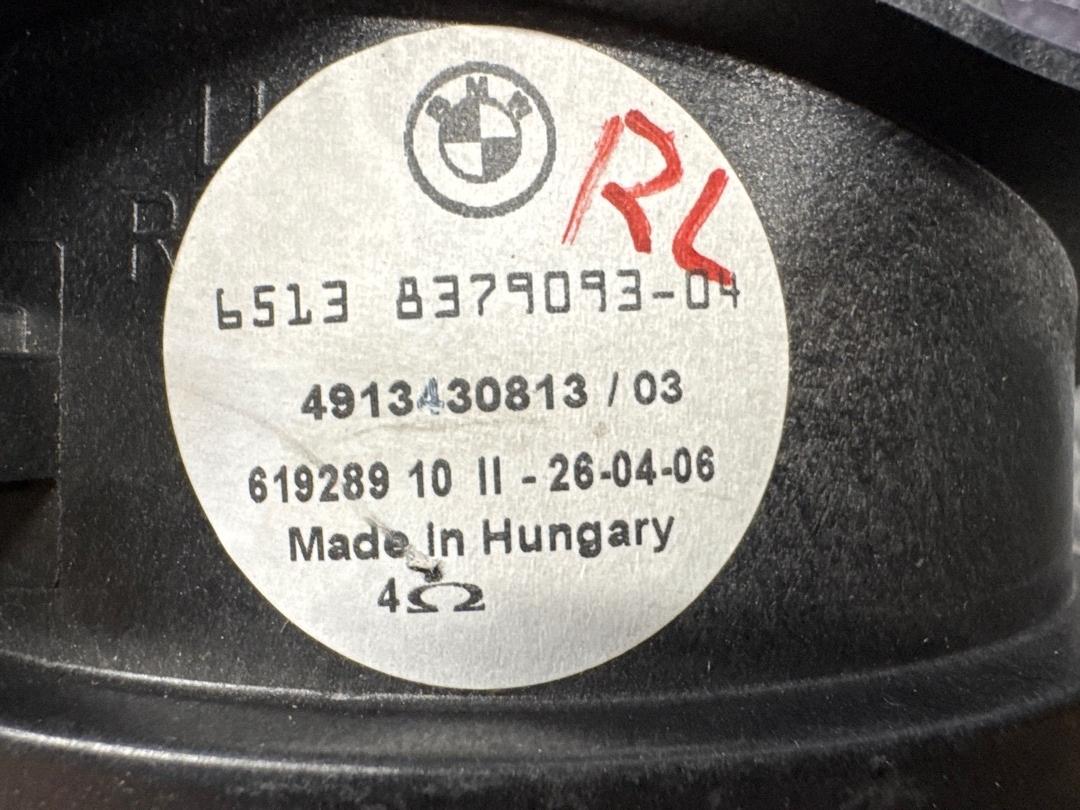 BMW
RL
6513 8379093-04
4913430813 / 03
619289 10 II - 26-04-06
Made in Hungary
4Ω